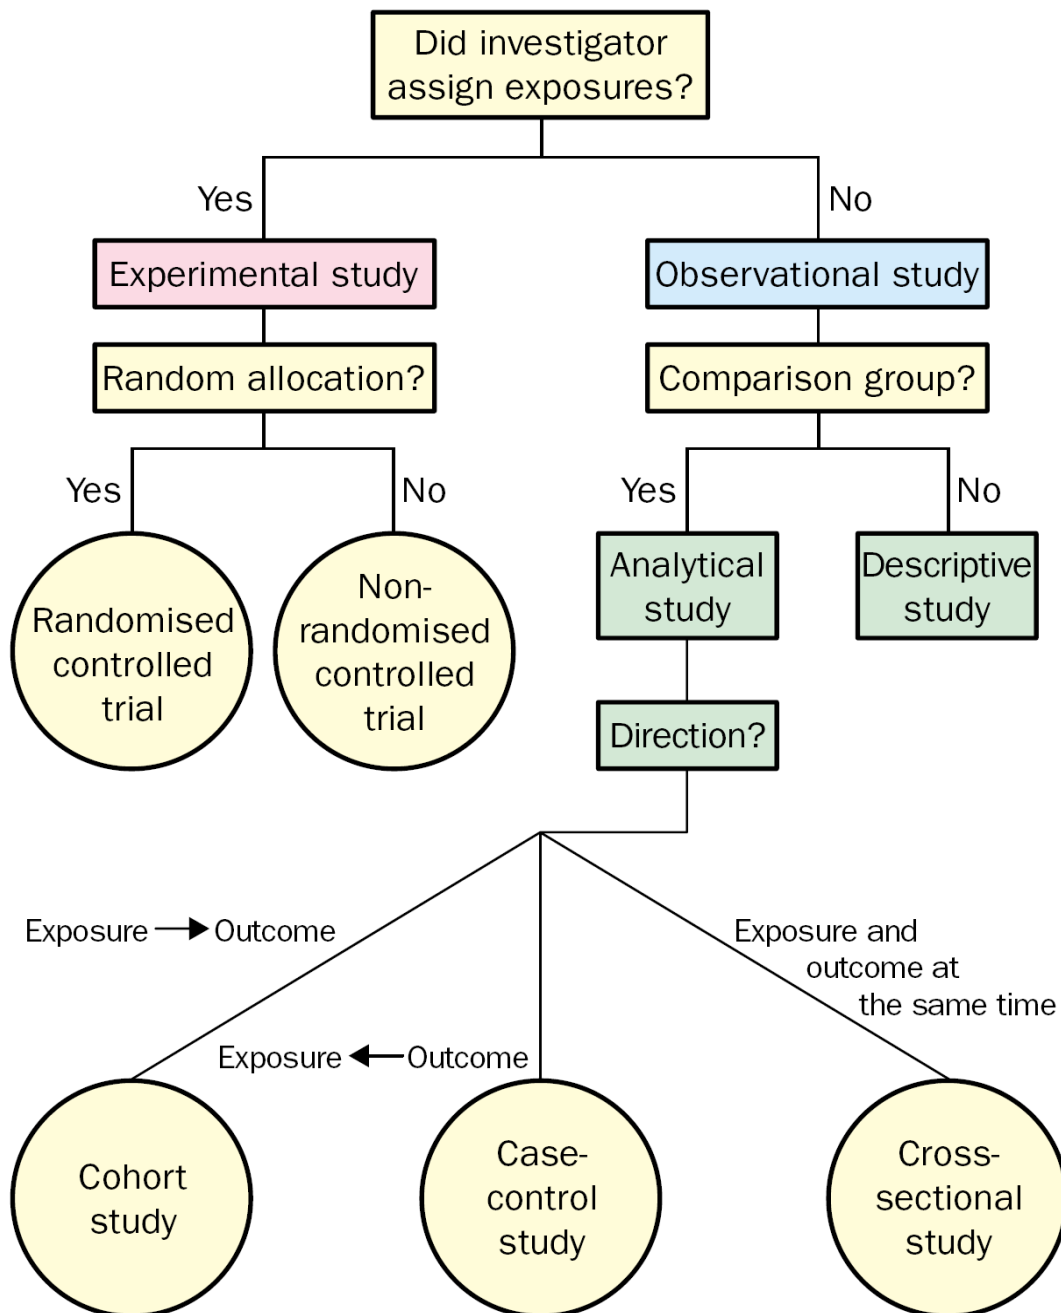 Did investigator
assign exposures?
Yes
No
Experimental study
Observational study
Random allocation?
Comparison group?
Yes
No
Yes
No
Randomised
controlled
trial
Non-
randomised
controlled
trial
Analytical
study
Descriptive
study
Direction?
Exposure → Outcome
Exposure and
outcome at
the same time
Exposure ← Outcome
Cohort
study
Case-
control
study
Cross-
sectional
study